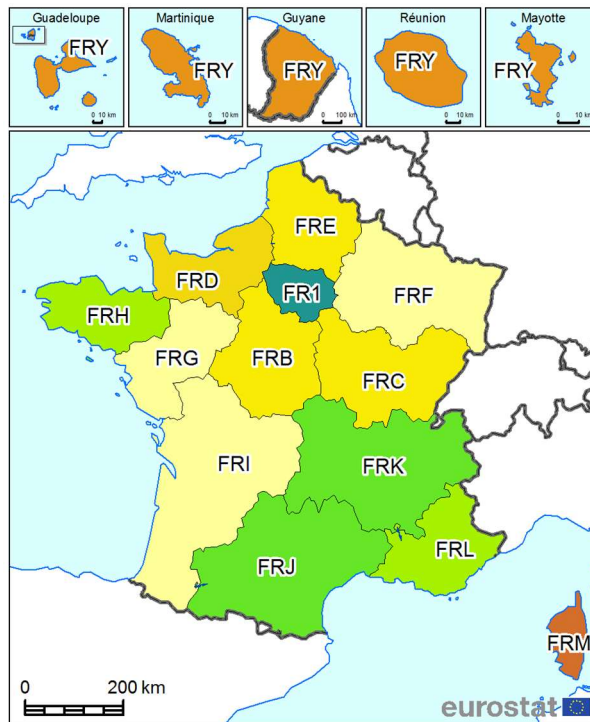 Guadeloupe
FRY
0 10 km
Martinique
FRY
0 10 km
Guyane
FRY
0 100 km
Réunion
FRY
0 10 km
Mayotte
FRY
0 10 km
FRE
FRD
FR1
FRF
FRH
FRG
FRB
FRC
FRI
FRK
FRL
FRJ
FRM
0 200 km
eurostat